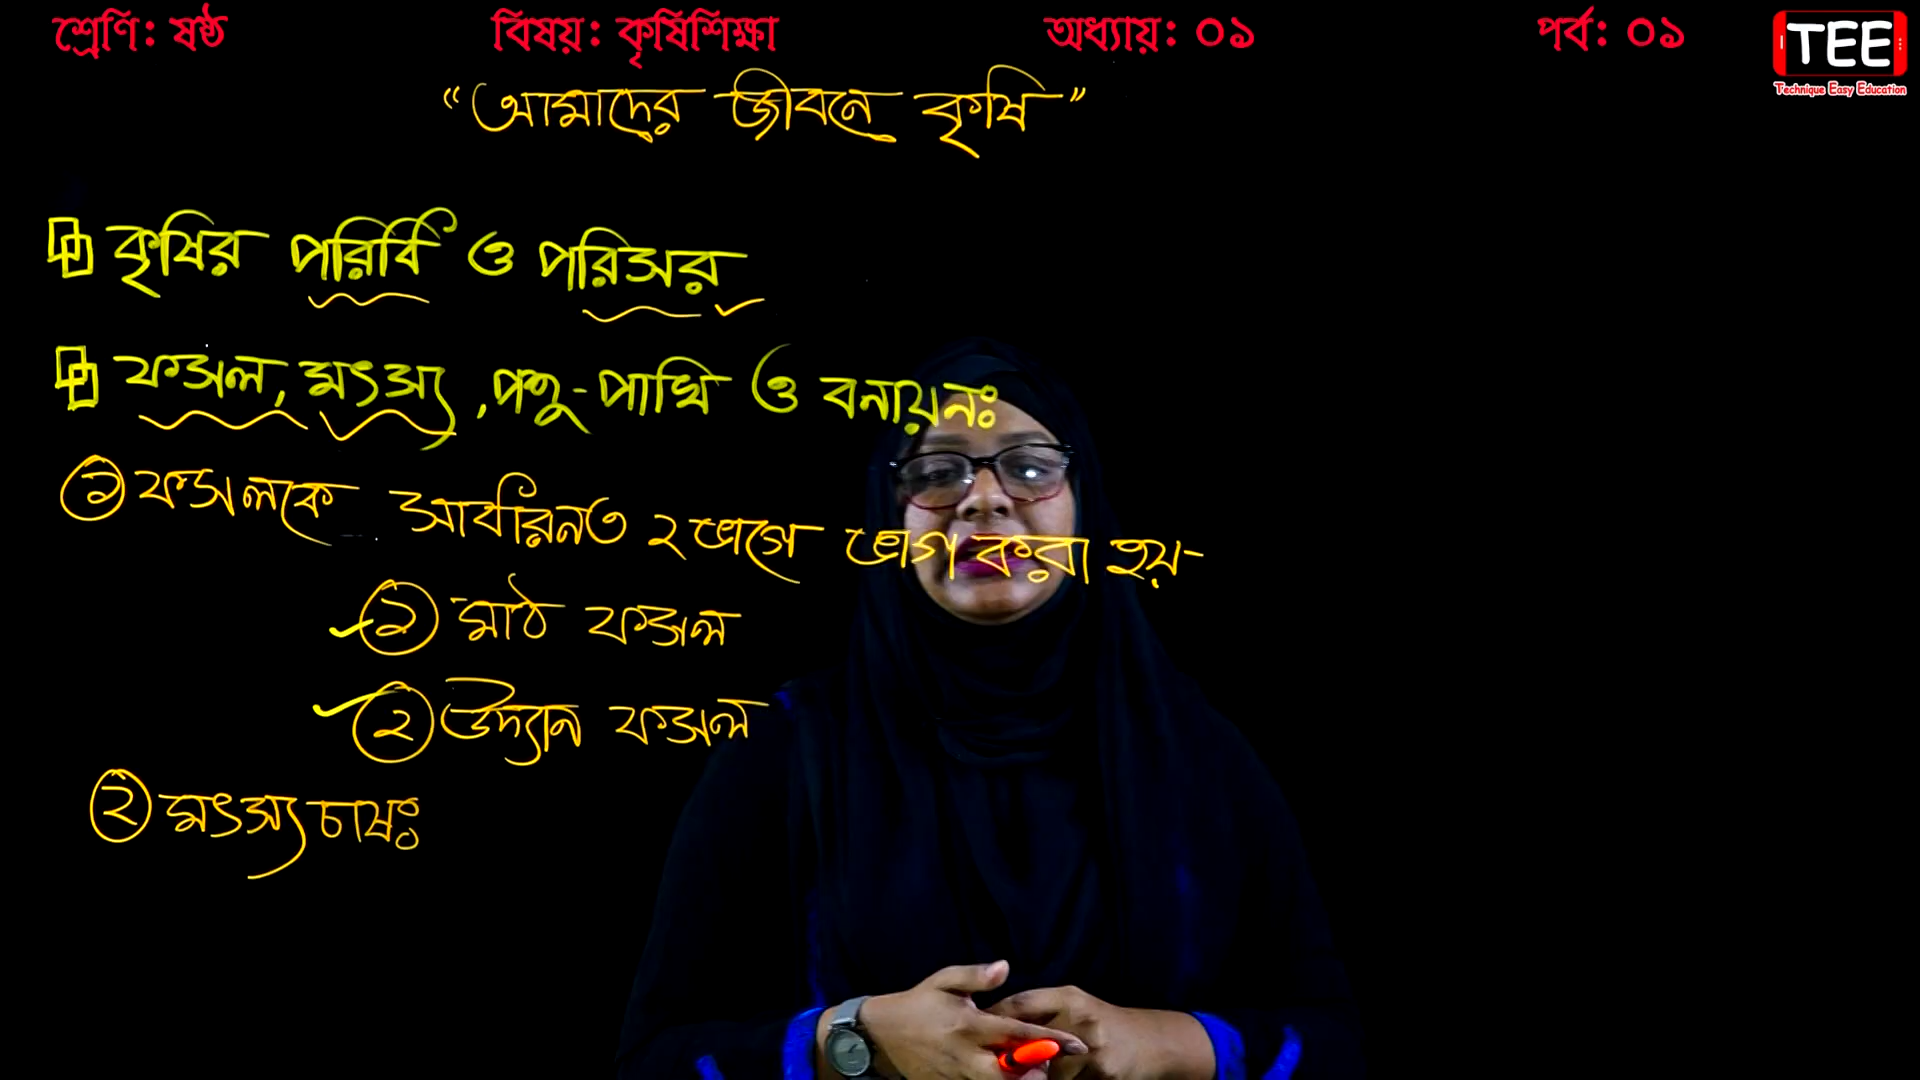 শ্রেণি: ষষ্ঠ বিষয়: কৃষিশিক্ষা অধ্যায়: ০১ পর্ব: ০১
TEE
Technique Easy Education
“আমাদের জীবনে কৃষি”
কৃষির পরিধি ও পরিসর
ফসল, মৎস্য, পশু-পাখি ও বনায়নঃ
১ ফসলকে সাধারনত ২ ভাগে ভাগ করা হয়-
১ মাঠ ফসল
২ উদ্যান ফসল
২ মৎস্য চাষঃ